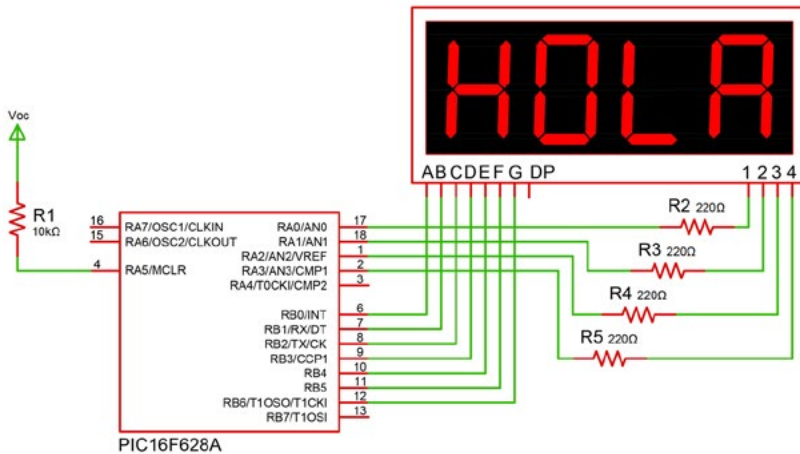 HOLA
A B C D E F G DP 1 2 3 4
Voc
R1
10kΩ
16 RA7/OSC1/CLKIN
15 RA6/OSC2/CLKOUT
4 RA5/MCLR
RA0/AN0 17
RA1/AN1 18
RA2/AN2/VREF 1
RA3/AN3/CMP1 2
RA4/T0CKI/CMP2 3
RB0/INT 6
RB1/RX/DT 7
RB2/TX/CK 8
RB3/CCP1 9
RB4 10
RB5 11
RB6/T1OSO/T1CKI 12
RB7/T1OSI 13
PIC16F628A
R2 220Ω
R3 220Ω
R4 220Ω
R5 220Ω